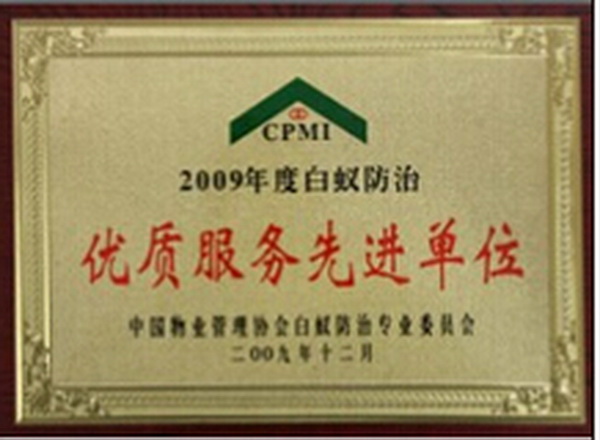 CPMI
2009年度白蚁防治
优质服务先进单位
中国物业管理协会白蚁防治专业委员会
二00九年十二月